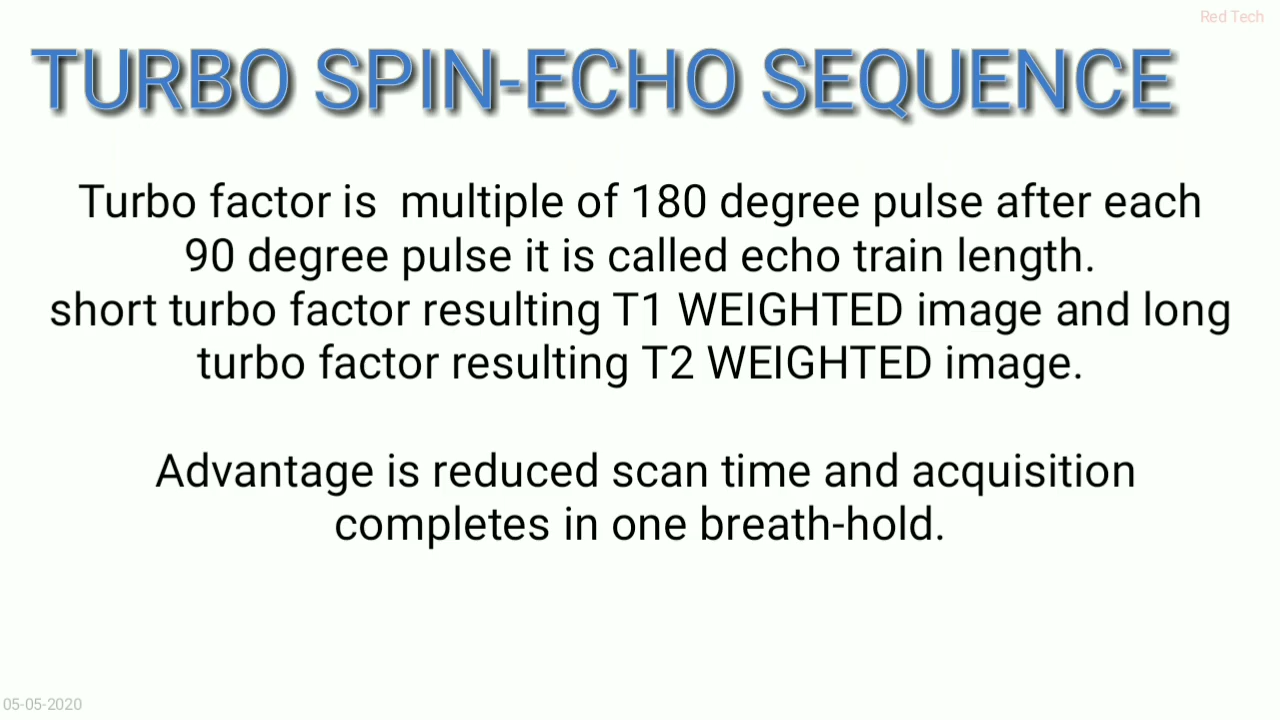 Red Tech
TURBO SPIN-ECHO SEQUENCE
Turbo factor is  multiple of 180 degree pulse after each
90 degree pulse it is called echo train length.
short turbo factor resulting T1 WEIGHTED image and long
turbo factor resulting T2 WEIGHTED image.
Advantage is reduced scan time and acquisition
completes in one breath-hold.
05-05-2020